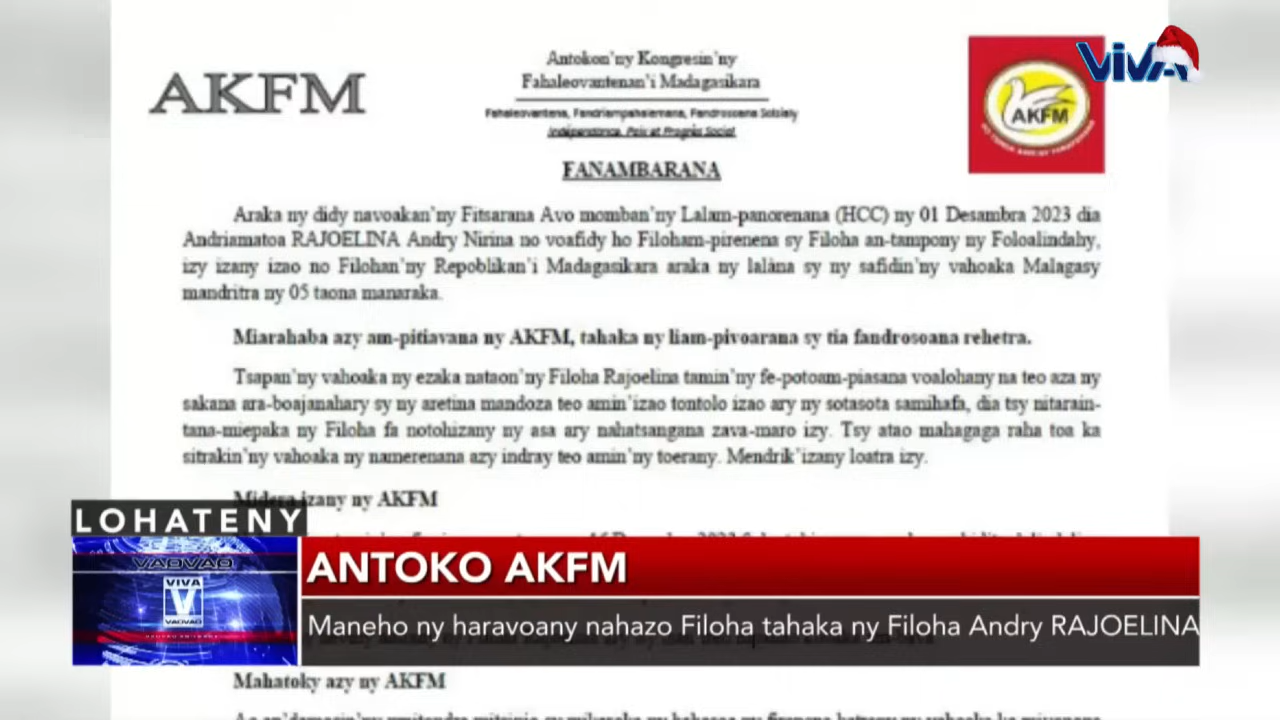 AKFM
Antokon'ny Kongresin'ny
Fahaleovantenan'i Madagasikara
Fahaleovantena, Fandriampahalemana, Fandrosoana Sosialy
Indépendance, Paix et Progrès Social
AKFM
VIVA
FANAMBARANA
Araka ny didy navoakan'ny Fitsarana Avo momban'ny Lalam-panorenana (HCC) ny 01 Desambra 2023 dia
Andriamatoa RAJOELINA Andry Nirina no voafidy ho Filoham-pirenena sy Filoha an-tampony ny Foloalindahy,
izy izany izao no Filohan'ny Repoblikan'i Madagasikara araka ny lalàna sy ny safidin'ny vahoaka Malagasy
mandritra ny 05 taona manaraka.
Miarahaba azy am-pitiavana ny AKFM, tahaka ny liam-pivoarana sy tia fandrosoana rehetra.
Tsapan'ny vahoaka ny ezaka nataon'ny Filoha Rajoelina tamin'ny fe-potoam-piasana voalohany na teo aza ny
sakana ara-boajanahary sy ny aretina mandoza teo amin'izao tontolo izao ary ny sotasota samihafa, dia tsy nitarain-
tana-miepaka ny Filoha fa notohizany ny asa ary nahatsangana zava-maro izy. Tsy atao mahagaga raha toa ka
sitrakin'ny vahoaka ny namerenana azy indray teo amin'ny toerany. Mendrik'izany loatra izy.
izany ny AKFM
LOHATENY
VAOVAO
VIVA
V
VAOVAO
ANTOKO AKFM
Maneho ny haravoany nahazo Filoha tahaka ny Filoha Andry RAJOELINA
Mahatoky azy ny AKFM